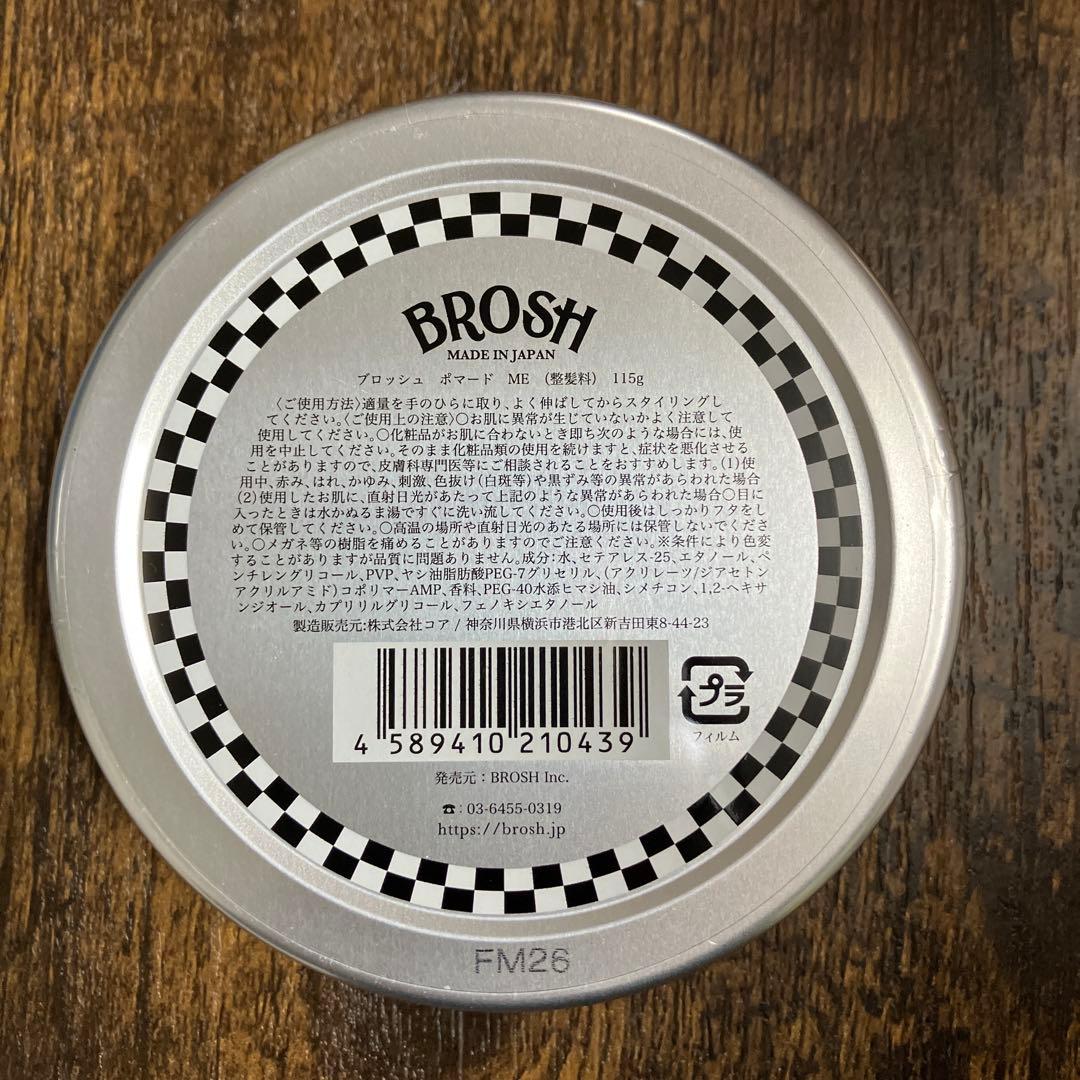 BROSH
MADE IN JAPAN
ブロッシュ ポマード ME (整髪料) 115g
〈ご使用方法〉適量を手のひらに取り、よく伸ばしてからスタイリングし
てください。〈ご使用上の注意〉○お肌に異常が生じていないかよく注意して
使用してください。○化粧品がお肌に合わないとき即ち次のような場合には、使
用を中止してください。そのまま化粧品類の使用を続けますと、症状を悪化させる
ことがありますので、皮膚科専門医等にご相談されることをおすすめします。(1)使
用中、赤み、はれ、かゆみ、刺激、色抜け(白斑等)や黒ずみ等の異常があらわれた場合
(2)使用したお肌に、直射日光があたって上記のような異常があらわれた場合○目に
入ったときは水かぬるま湯ですぐに洗い流してください。○使用後はしっかりフタをし
めて保管してください。○高温の場所や直射日光のあたる場所には保管しないでくださ
い。○メガネ等の樹脂を痛めることがありますのでご注意ください。※条件により色変
することがありますが品質に問題ありません。成分:水、セテアレス-25、エタノール、ペ
ンチレングリコール、PVP、ヤシ油脂肪酸PEG-7グリセリル、(アクリレーツ/ジアセトン
アクリルアミド)コポリマーAMP、香料、PEG-40水添ヒマシ油、シメチコン、1,2-ヘキサ
ンジオール、カプリリルグリコール、フェノキシエタノール
製造販売元:株式会社コア / 神奈川県横浜市港北区新吉田東8-44-23
4 589410 210439
プラ
フィルム
発売元:BROSH Inc.
☎:03-6455-0319
https://brosh.jp
FM26